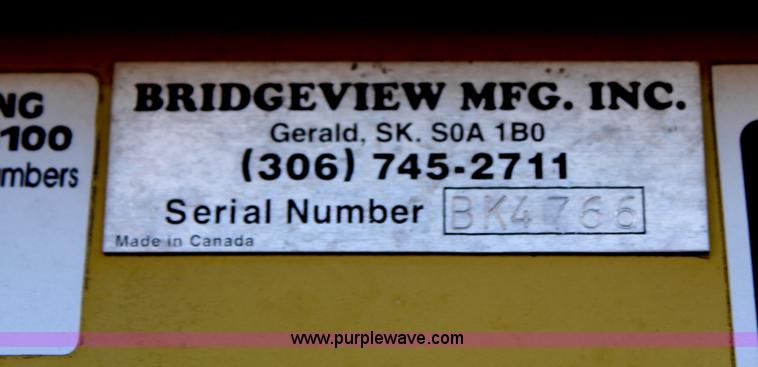 NG
100
mbers
BRIDGEVIEW MFG. INC.
Gerald, SK. S0A 1B0
(306) 745-2711
Serial Number BK4766
Made in Canada
www.purplewave.com